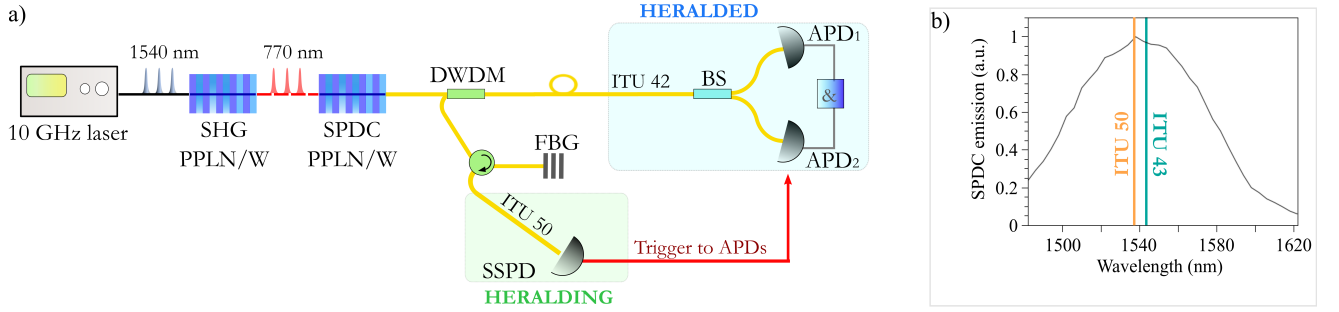 a)
HERALDED
1540 nm
770 nm
10 GHz laser
SHG
PPLN/W
SPDC
PPLN/W
DWDM
ITU 42
BS
APD1
&
APD2
FBG
ITU 50
SSPD
Trigger to APDs
HERALDING
b)
SPDC emission (a.u.)
1
0.8
0.6
0.4
0.2
0
ITU 50
ITU 43
1500
1540
1580
1620
Wavelength (nm)